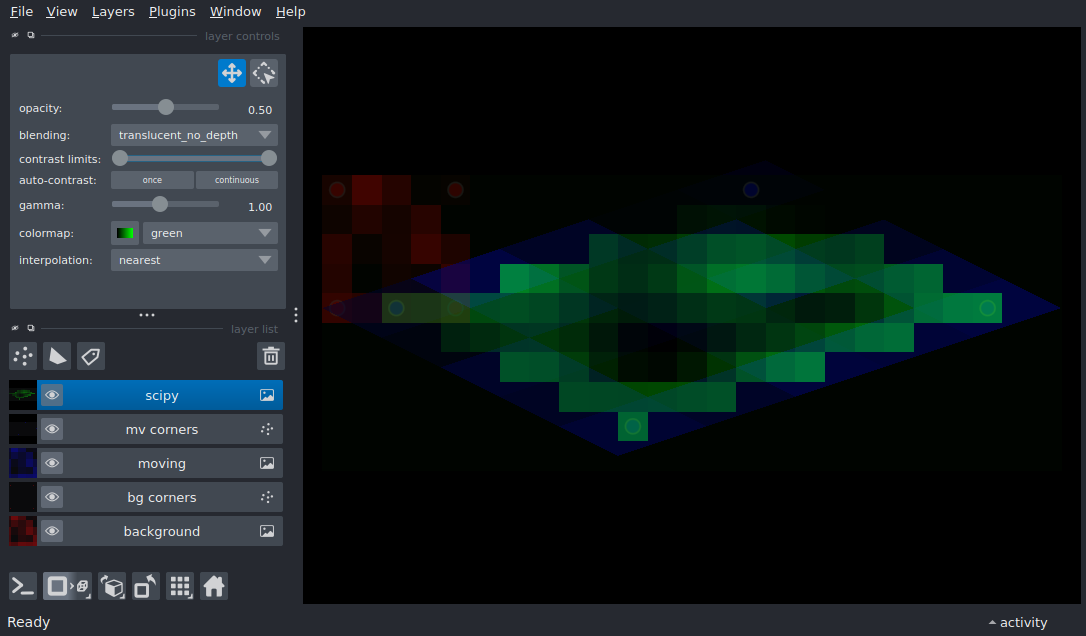 File View Layers Plugins Window Help
layer controls
opacity: 0.50
blending: translucent_no_depth
contrast limits:
auto-contrast: once continuous
gamma: 1.00
colormap: green
interpolation: nearest
layer list
scipy
mv corners
moving
bg corners
background
Ready activity